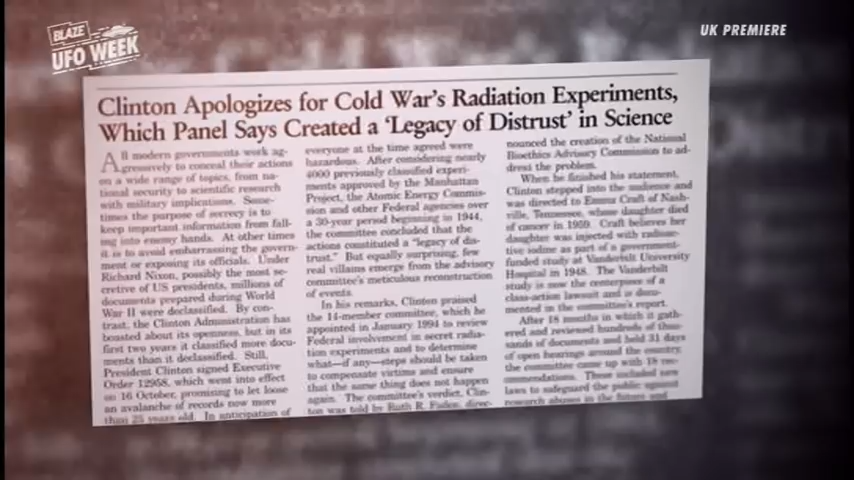 BLAZE
UFO WEEK
UK PREMIERE
Clinton Apologizes for Cold War's Radiation Experiments,
Which Panel Says Created a 'Legacy of Distrust' in Science
All modern governments work ag-
gressively to conceal their actions
on a wide range of topics, from na-
tional security to scientific research
with military implications. Some-
times the purpose of secrecy is to
keep important information from fall-
ing into enemy hands. At other times
it is to avoid embarrassing the govern-
ment or exposing its officials. Under
Richard Nixon, possibly the most se-
cretive of US presidents, millions of
documents prepared during World
War II were declassified. By con-
trast, the Clinton Administration has
boasted about its openness, but in its
first two years it classified more docu-
ments than it declassified. Still,
President Clinton signed Executive
Order 12958, which went into effect
on 16 October, promising to let loose
an avalanche of records now more
than 25 years old. In anticipation of
everyone at the time agreed were
hazardous. After considering nearly
4000 previously classified experi-
ments approved by the Manhattan
Project, the Atomic Energy Commis-
sion and other Federal agencies over
a 30-year period beginning in 1944,
the committee concluded that the
actions constituted a "legacy of dis-
trust." But equally surprising, few
real villains emerge from the advisory
committee's meticulous reconstruction
of events.
In his remarks, Clinton praised
the 14-member committee, which he
appointed in January 1994 to review
Federal involvement in secret radia-
tion experiments and to determine
what—if any—steps should be taken
to compensate victims and ensure
that the same thing does not happen
again. The committee's verdict, Clin-
ton was told by Ruth R. Faden, direc-
nounced the creation of the National
Bioethics Advisory Commission to ad-
dress the problem.
When he finished his statement,
Clinton stepped into the audience and
was directed to Emma Craft of Nash-
ville, Tennessee, whose daughter died
of cancer in 1959. Craft believes her
daughter was injected with radioac-
tive iodine as part of a government-
funded study at Vanderbilt University
Hospital in 1948. The Vanderbilt
study is now the centerpiece of a
class-action lawsuit and is docu-
mented in the committee's report.
After 18 months in which it gath-
ered and reviewed hundreds of thou-
sands of documents and held 31 days
of open hearings around the country,
the committee came up with 18 rec-
ommendations. These included new
laws to safeguard the public against
research abuses in the future and